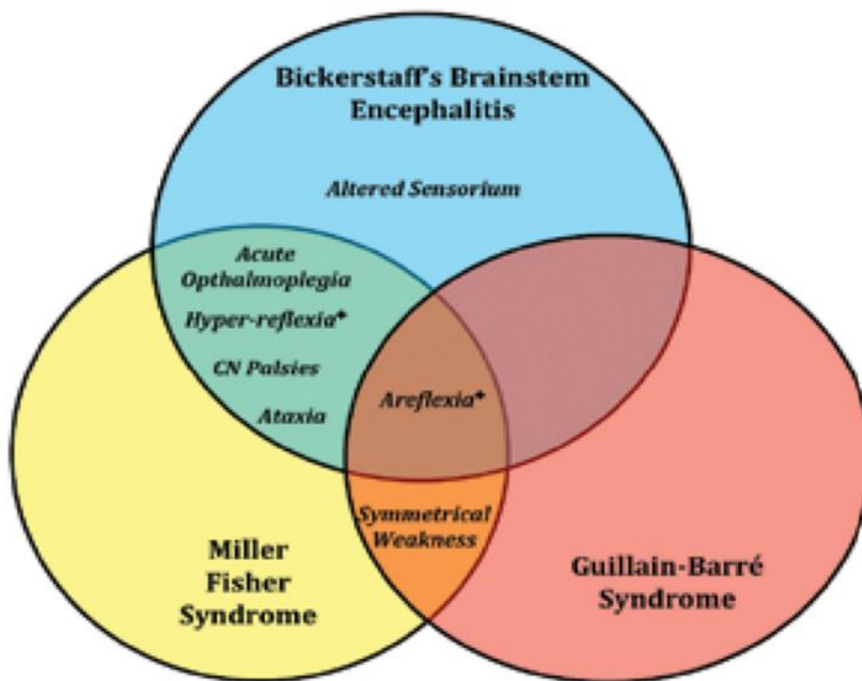 Bickerstaff's Brainstem
Encephalitis
Altered Sensorium
Acute
Opthalmoplegia
Hyper-reflexia*
CN Palsies
Ataxia
Areflexia*
Symmetrical
Weakness
Miller
Fisher
Syndrome
Guillain-Barré
Syndrome